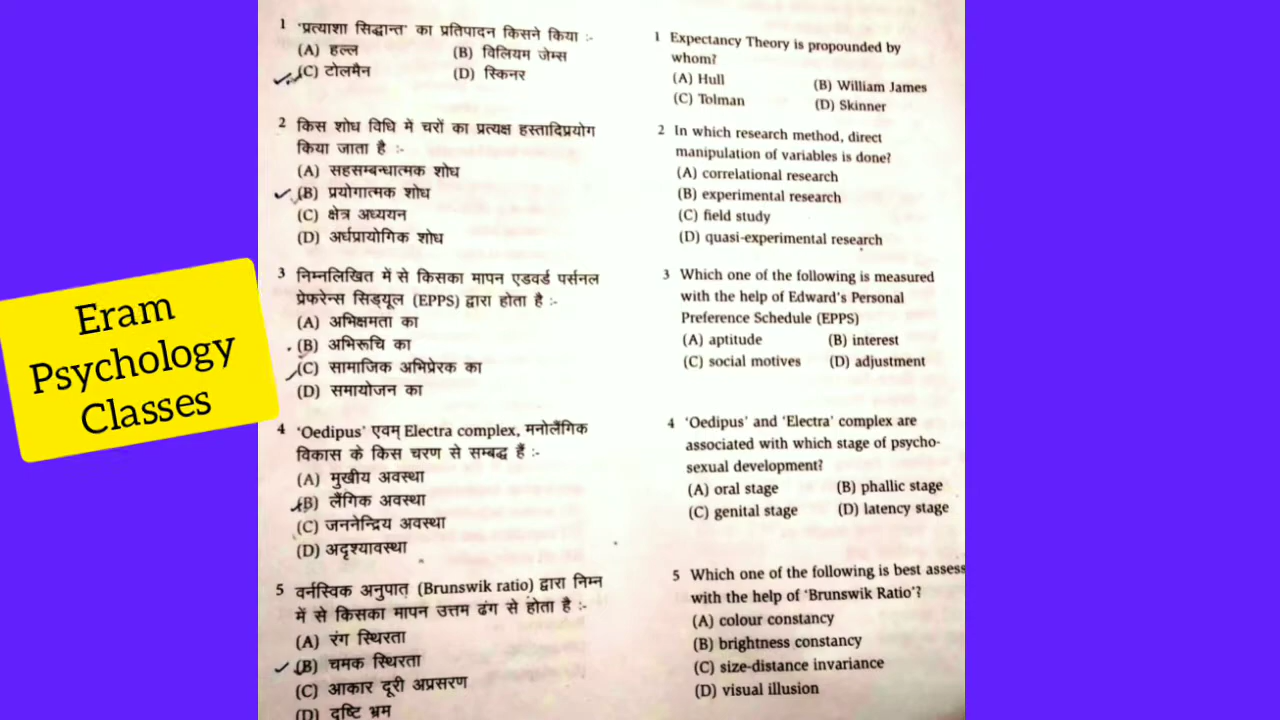 Eram
Psychology
Classes
1 'प्रत्याशा सिद्धान्त' का प्रतिपादन किसने किया :-
(A) हल्ल (B) विलियम जेम्स
(C) टोलमैन (D) स्किनर
2 किस शोध विधि में चरों का प्रत्यक्ष हस्तादिप्रयोग
किया जाता है :-
(A) सहसम्बन्धात्मक शोध
(B) प्रयोगात्मक शोध
(C) क्षेत्र अध्ययन
(D) अर्धप्रायोगिक शोध
3 निम्नलिखित में से किसका मापन एडवर्ड पर्सनल
प्रेफरेन्स सिड्यूल (EPPS) द्वारा होता है :-
(A) अभिक्षमता का
(B) अभिरूचि का
(C) सामाजिक अभिप्रेरक का
(D) समायोजन का
4 'Oedipus' एवम् Electra complex, मनोलैंगिक
विकास के किस चरण से सम्बद्ध हैं :-
(A) मुखीय अवस्था
(B) लैंगिक अवस्था
(C) जननेन्द्रिय अवस्था
(D) अदृश्यावस्था
5 वर्नस्विक अनुपात् (Brunswik ratio) द्वारा निम्न
में से किसका मापन उत्तम ढंग से होता है :-
(A) रंग स्थिरता
(B) चमक स्थिरता
(C) आकार दूरी अप्रसरण
(D) दृष्टि भ्रम
1 Expectancy Theory is propounded by
whom?
(A) Hull (B) William James
(C) Tolman (D) Skinner
2 In which research method, direct
manipulation of variables is done?
(A) correlational research
(B) experimental research
(C) field study
(D) quasi-experimental research
3 Which one of the following is measured
with the help of Edward's Personal
Preference Schedule (EPPS)
(A) aptitude (B) interest
(C) social motives (D) adjustment
4 'Oedipus' and 'Electra' complex are
associated with which stage of psycho-
sexual development?
(A) oral stage (B) phallic stage
(C) genital stage (D) latency stage
5 Which one of the following is best assess
with the help of 'Brunswik Ratio'?
(A) colour constancy
(B) brightness constancy
(C) size-distance invariance
(D) visual illusion